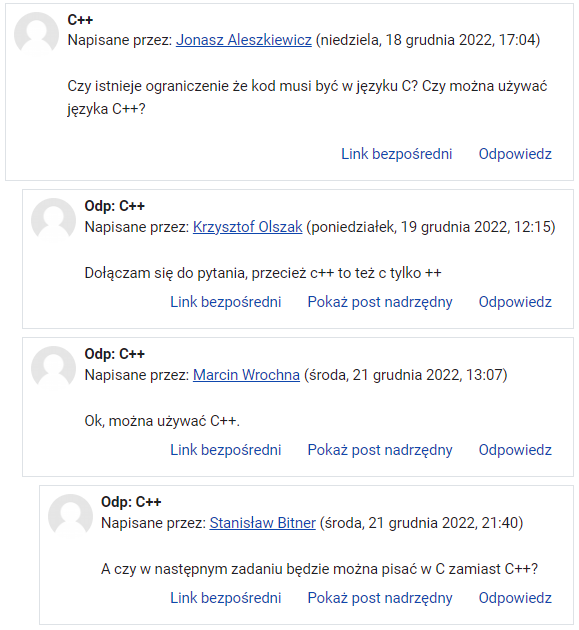 C++
Napisane przez: Jonasz Aleszkiewicz (niedziela, 18 grudnia 2022, 17:04)
Czy istnieje ograniczenie że kod musi być w języku C? Czy można używać
języka C++?
Link bezpośredni Odpowiedz
Odp: C++
Napisane przez: Krzysztof Olszak (poniedziałek, 19 grudnia 2022, 12:15)
Dołączam się do pytania, przecież c++ to też c tylko ++
Link bezpośredni Pokaż post nadrzędny Odpowiedz
Odp: C++
Napisane przez: Marcin Wrochna (środa, 21 grudnia 2022, 13:07)
Ok, można używać C++.
Link bezpośredni Pokaż post nadrzędny Odpowiedz
Odp: C++
Napisane przez: Stanisław Bitner (środa, 21 grudnia 2022, 21:40)
A czy w następnym zadaniu będzie można pisać w C zamiast C++?
Link bezpośredni Pokaż post nadrzędny Odpowiedz